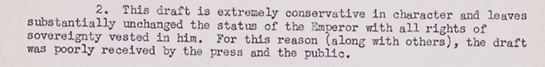 2. This draft is extremely conservative in character and leaves
substantially unchanged the status of the Emperor with all rights of
sovereignty vested in him. For this reason (along with others), the draft
was poorly received by the press and the public.